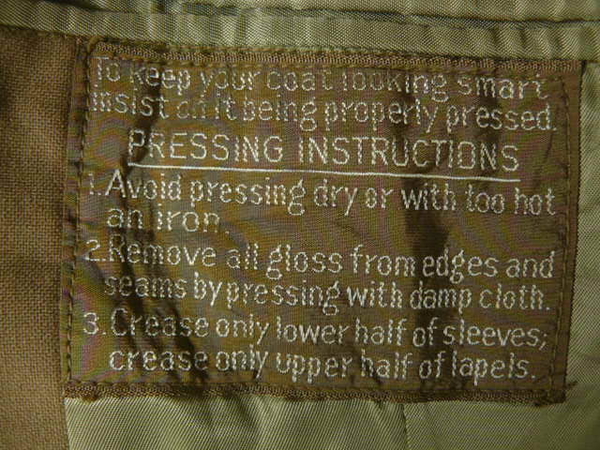 To keep your coat looking smart
insist on it being properly pressed.
PRESSING INSTRUCTIONS
1. Avoid pressing dry or with too hot
an iron.
2. Remove all gloss from edges and
seams by pressing with damp cloth.
3. Crease only lower half of sleeves;
crease only upper half of lapels.